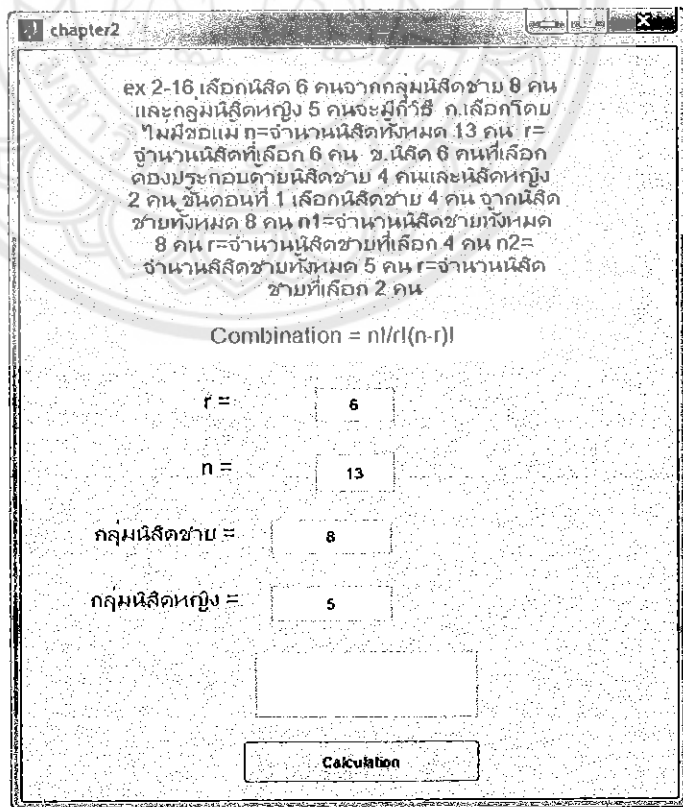 chapter2
ex 2-16 เลือกนิสิต 6 คนจากกลุ่มนิสิตชาย 8 คน
และกลุ่มนิสิตหญิง 5 คนจะมีกี่วิธี ก.เลือกโดย
ไม่มีข้อแม้ n=จำนวนนิสิตทั้งหมด 13 คน r=
จำนวนนิสิตที่เลือก 6 คน ข.นิสิต 6 คนที่เลือก
ต้องประกอบด้วยนิสิตชาย 4 คนและนิสิตหญิง
2 คน ขั้นตอนที่ 1 เลือกนิสิตชาย 4 คน จากนิสิต
ชายทั้งหมด 8 คน n1=จำนวนนิสิตชายทั้งหมด
8 คน r=จำนวนนิสิตชายที่เลือก 4 คน n2=
จำนวนสิสิตชายทั้งหมด 5 คน r=จำนวนนิสิต
ชายที่เลือก 2 คน
Combination = n!/r!(n-r)!
r = 6
n = 13
กลุ่มนิสิตชาย = 8
กลุ่มนิสิตหญิง = 5
Calculation